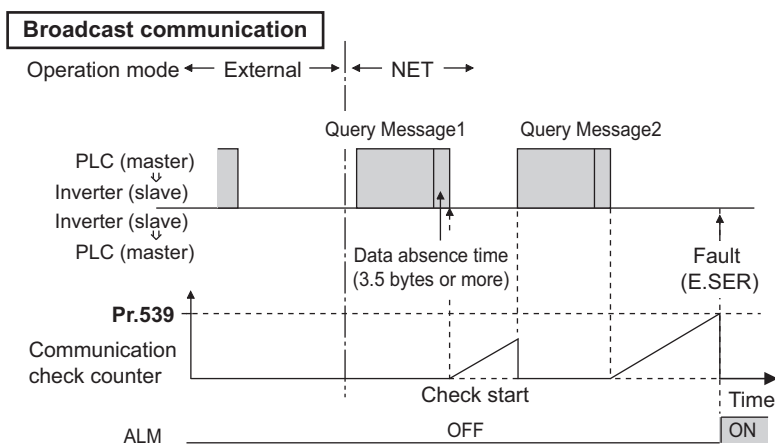 Broadcast communication
Operation mode External NET
Query Message1 Query Message2
PLC (master)
Inverter (slave)
Inverter (slave)
PLC (master)
Data absence time
(3.5 bytes or more)
Fault
(E.SER)
Pr.539
Communication
check counter
Check start
Time
ALM OFF ON